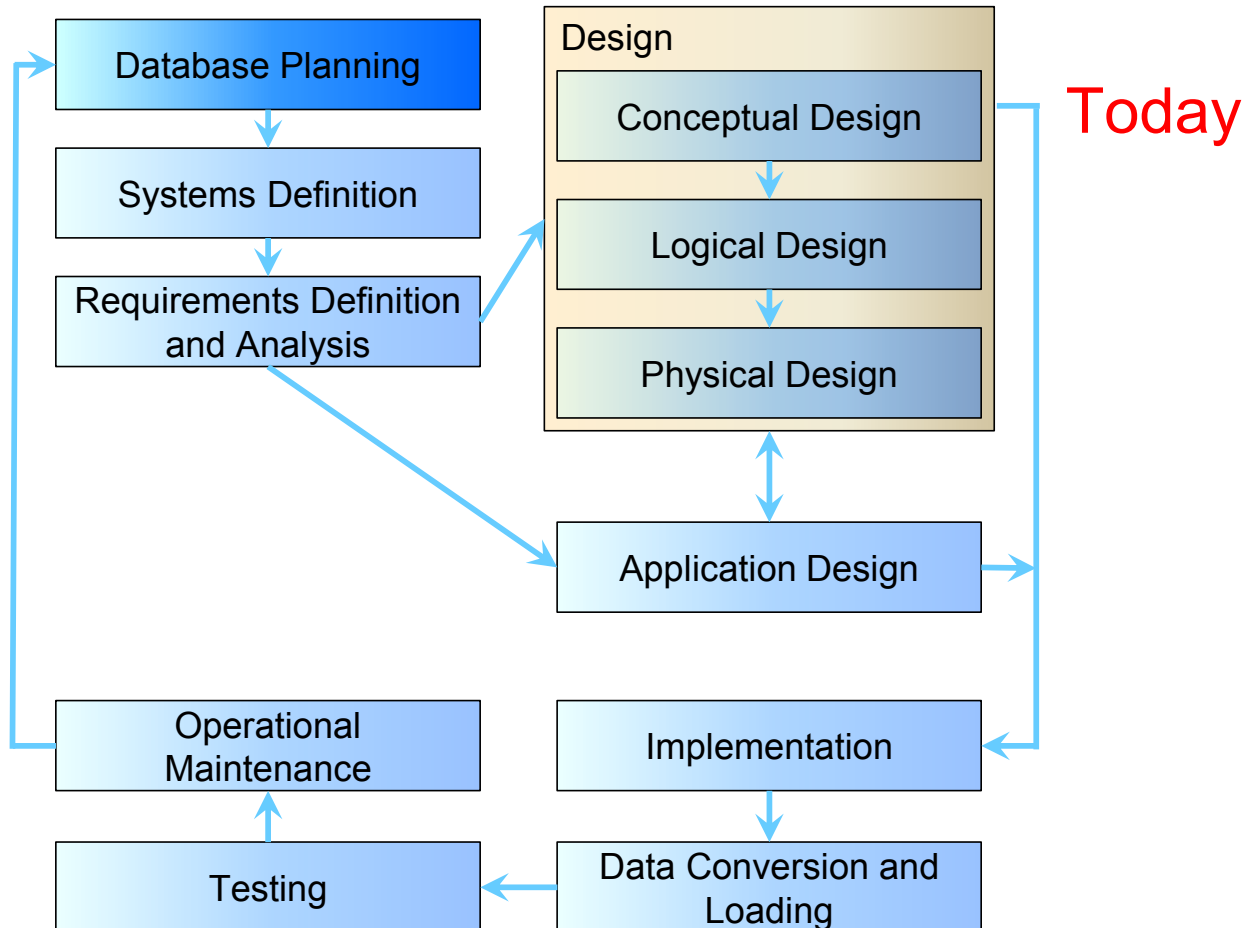 Database Planning
Systems Definition
Requirements Definition
and Analysis
Design
Conceptual Design
Logical Design
Physical Design
Today
Application Design
Operational
Maintenance
Implementation
Testing
Data Conversion and
Loading